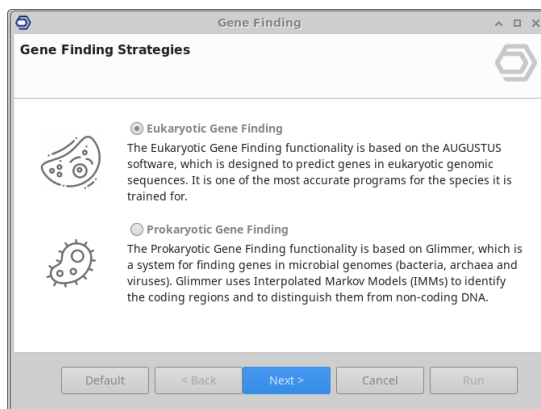 Gene Finding
Gene Finding Strategies
Eukaryotic Gene Finding
The Eukaryotic Gene Finding functionality is based on the AUGUSTUS
software, which is designed to predict genes in eukaryotic genomic
sequences. It is one of the most accurate programs for the species it is
trained for.
Prokaryotic Gene Finding
The Prokaryotic Gene Finding functionality is based on Glimmer, which is
a system for finding genes in microbial genomes (bacteria, archaea and
viruses). Glimmer uses Interpolated Markov Models (IMMs) to identify
the coding regions and to distinguish them from non-coding DNA.
Default < Back Next > Cancel Run